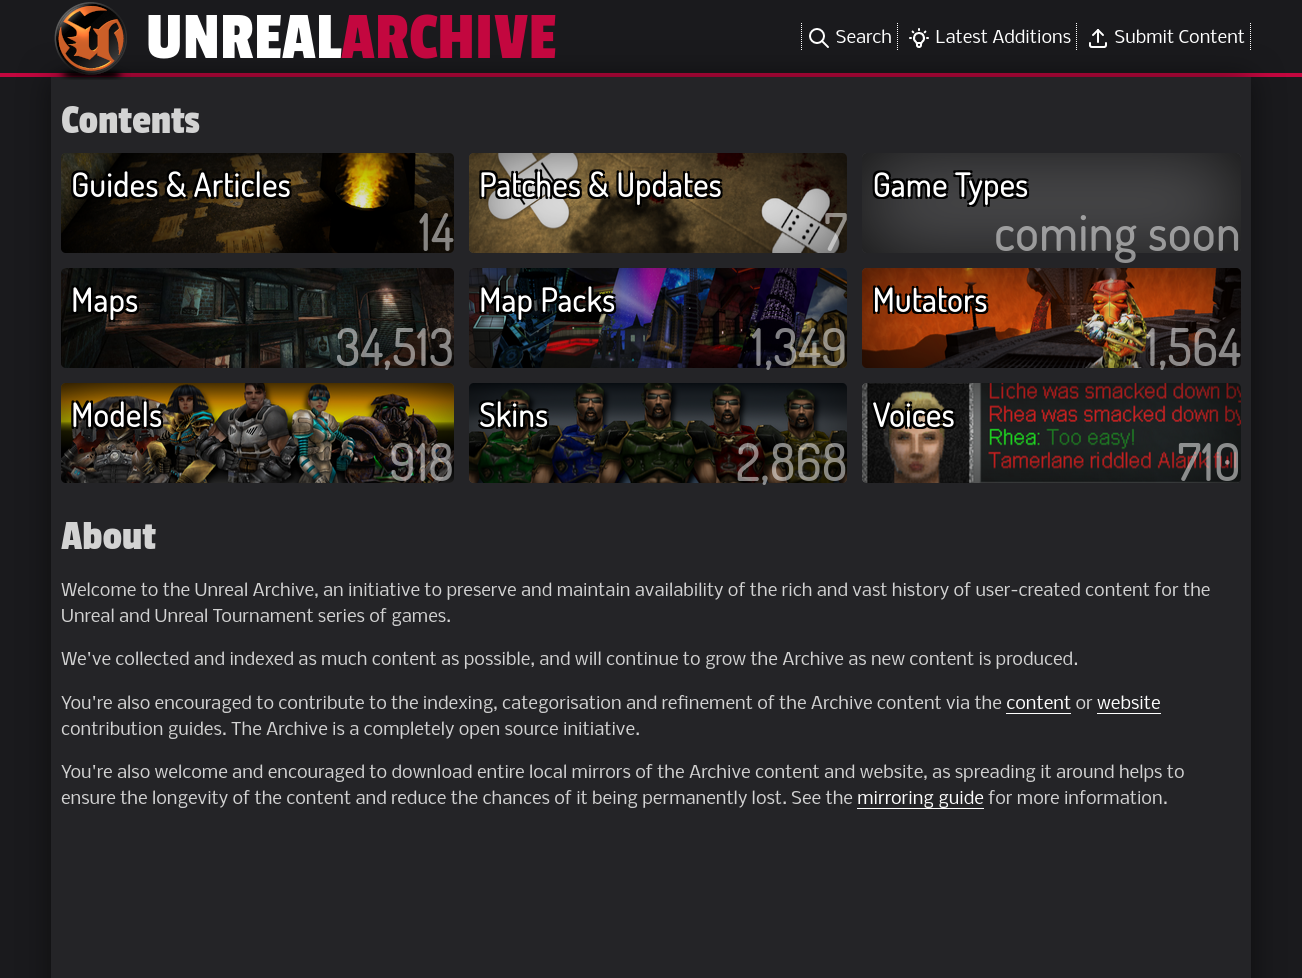 UNREALARCHIVE
Search
Latest Additions
Submit Content
Contents
Guides & Articles
14
Patches & Updates
7
Game Types
coming soon
Maps
34,513
Map Packs
1,349
Mutators
1,564
Models
918
Skins
2,868
Voices
Liche was smacked down by
Rhea was smacked down by
Rhea: Too easy!
Tamerlane riddled Alan
710
About
Welcome to the Unreal Archive, an initiative to preserve and maintain availability of the rich and vast history of user-created content for the
Unreal and Unreal Tournament series of games.
We've collected and indexed as much content as possible, and will continue to grow the Archive as new content is produced.
You're also encouraged to contribute to the indexing, categorisation and refinement of the Archive content via the content or website
contribution guides. The Archive is a completely open source initiative.
You're also welcome and encouraged to download entire local mirrors of the Archive content and website, as spreading it around helps to
ensure the longevity of the content and reduce the chances of it being permanently lost. See the mirroring guide for more information.